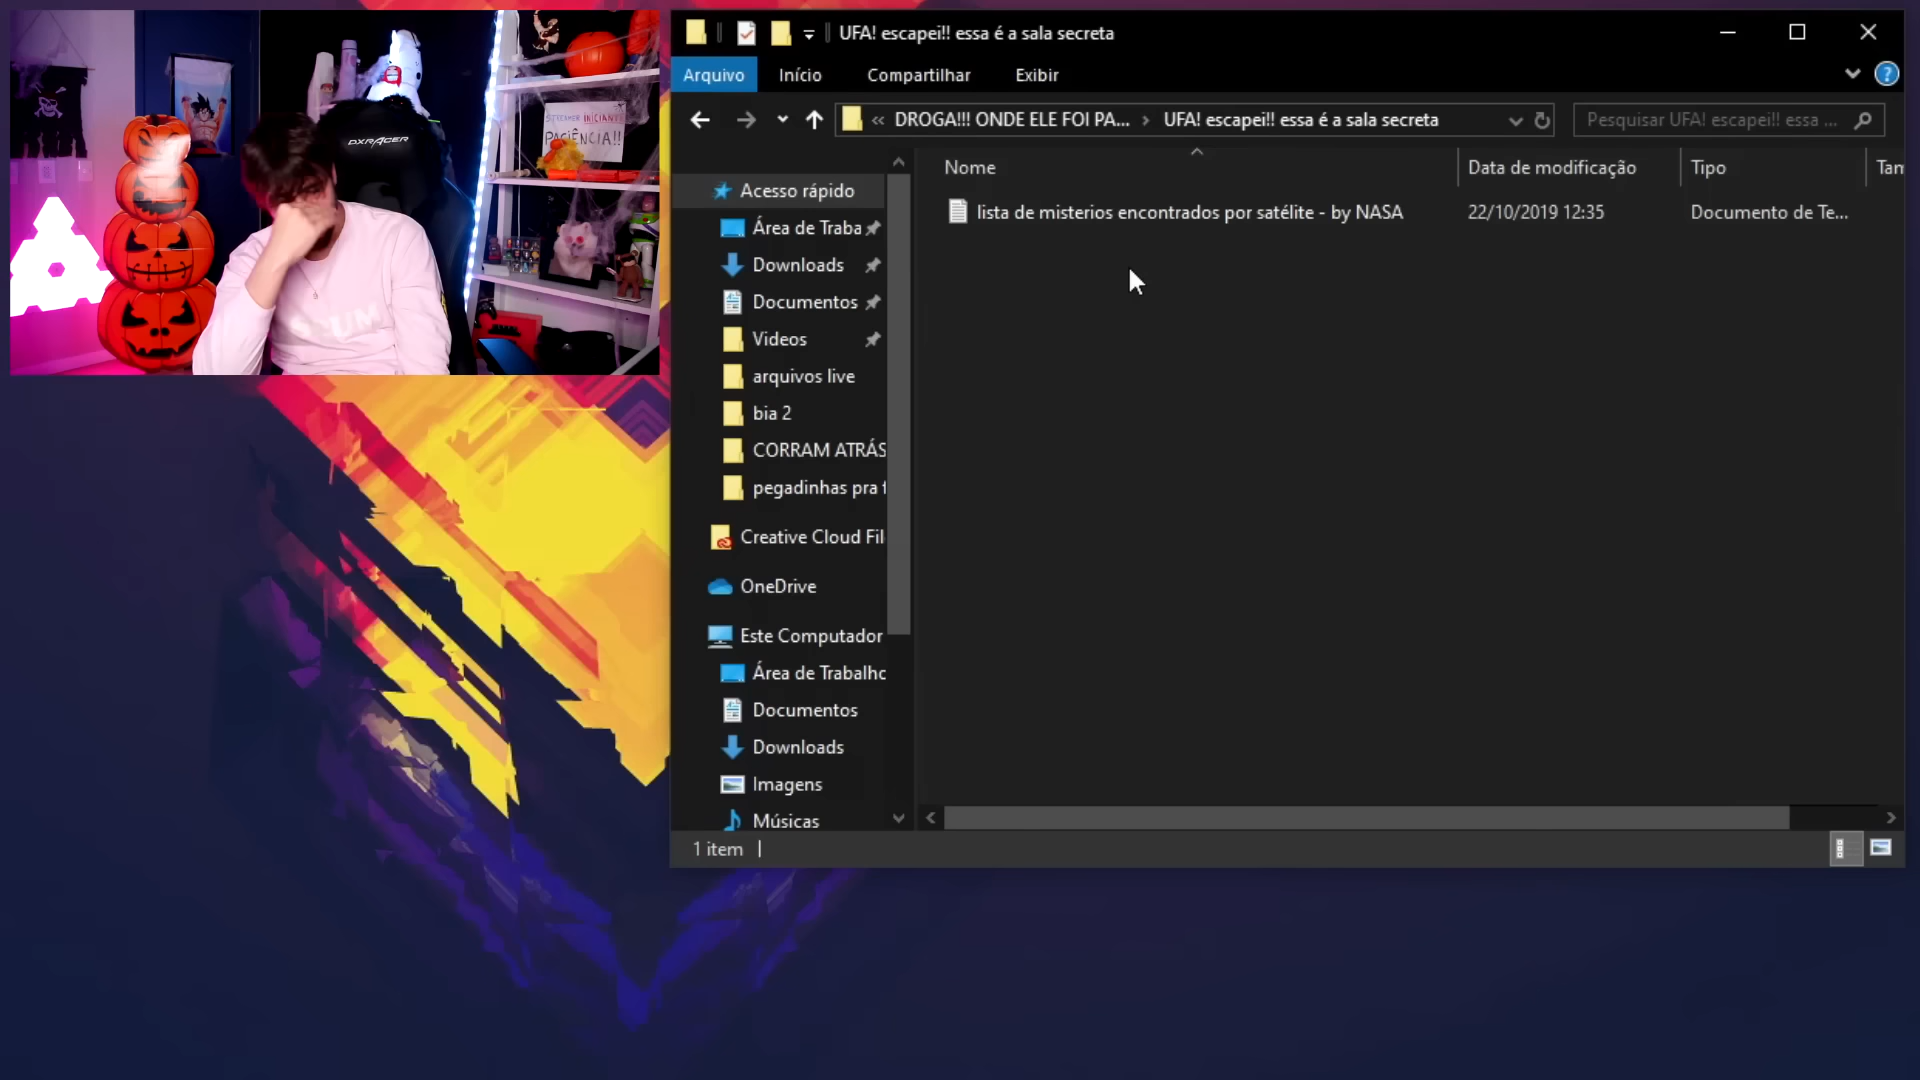 DXRACER
STREAMER INICIANTE
PACIÊNCIA!!
UFA! escapei!! essa é a sala secreta
Arquivo
Início
Compartilhar
Exibir
« DROGA!!! ONDE ELE FOI PA... › UFA! escapei!! essa é a sala secreta
Pesquisar UFA! escapei!! essa ...
Nome
Data de modificação
Tipo
Tam
lista de misterios encontrados por satélite - by NASA
22/10/2019 12:35
Documento de Te...
Acesso rápido
Área de Traba
Downloads
Documentos
Videos
arquivos live
bia 2
CORRAM ATRÁS
pegadinhas pra t
Creative Cloud Fil
OneDrive
Este Computador
Área de Trabalho
Documentos
Downloads
Imagens
Músicas
1 item